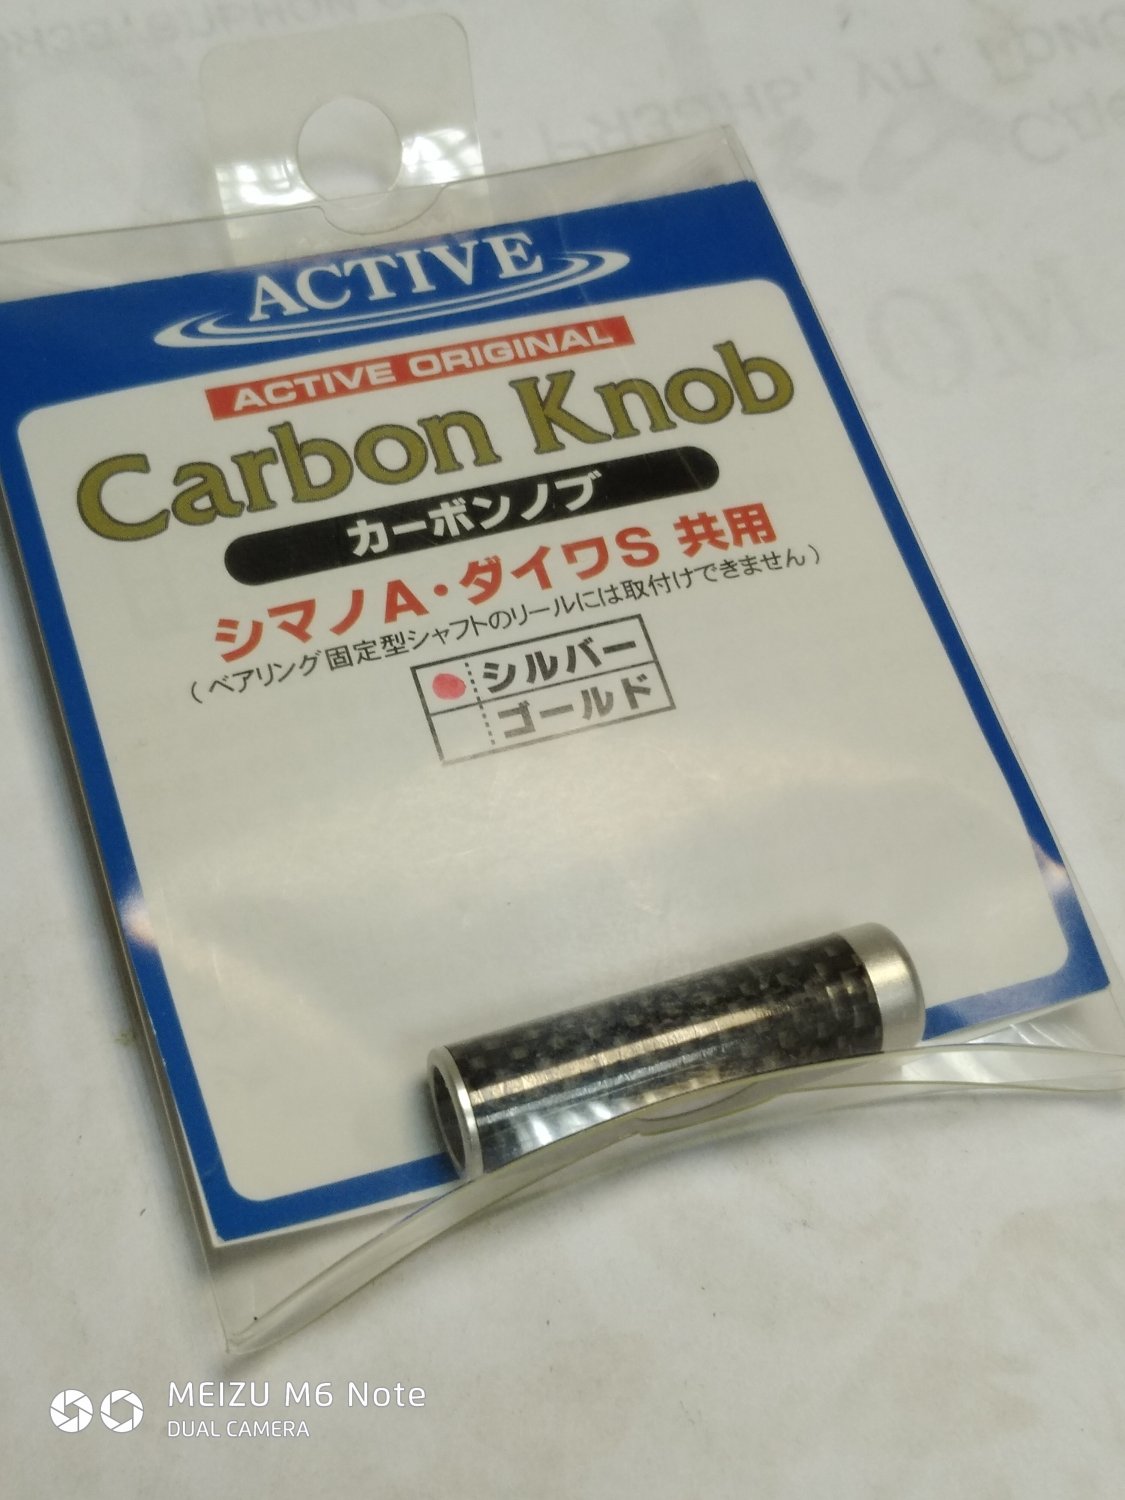 ACTIVE
ACTIVE ORIGINAL
Carbon Knob
カーボンノブ
シマノA・ダイワS 共用
（ベアリング固定型シャフトのリールには取付けできません）
シルバー
ゴールド
MEIZU M6 Note
DUAL CAMERA